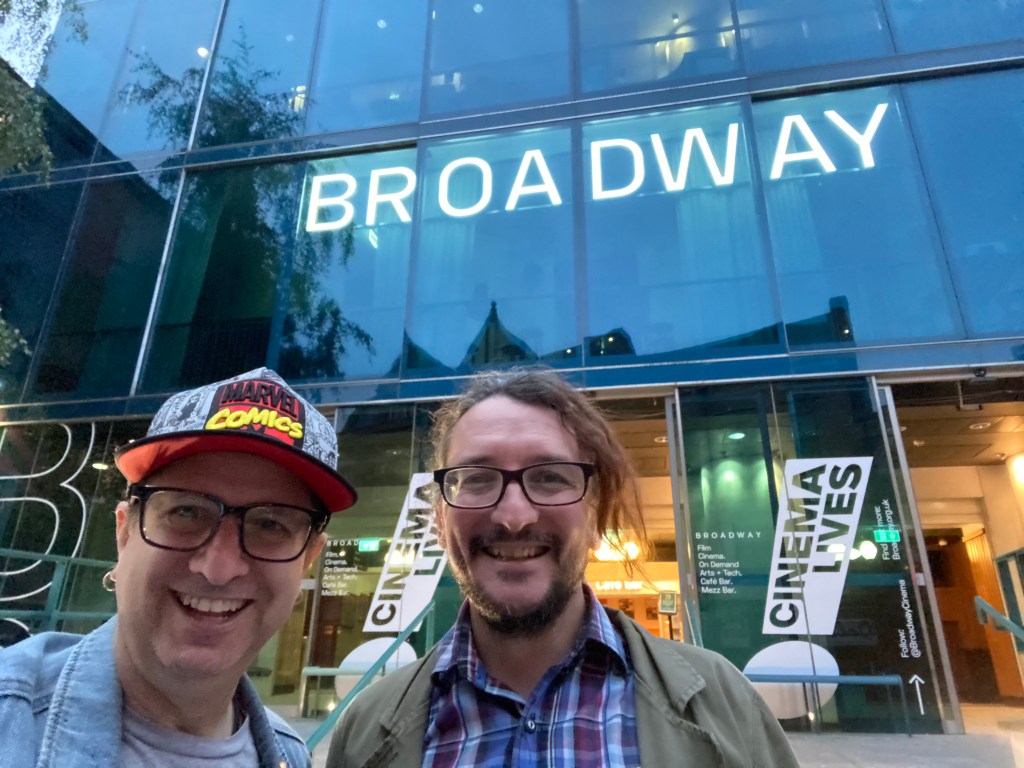 BROADWAY
MARVEL
COMICS
CINEMA
BROADWAY
Film.
Cinema.
On Demand
Arts + Tech.
Café Bar.
Mezz Bar.
CINEMA
LIVES
Follow:
@BroadwayCinema